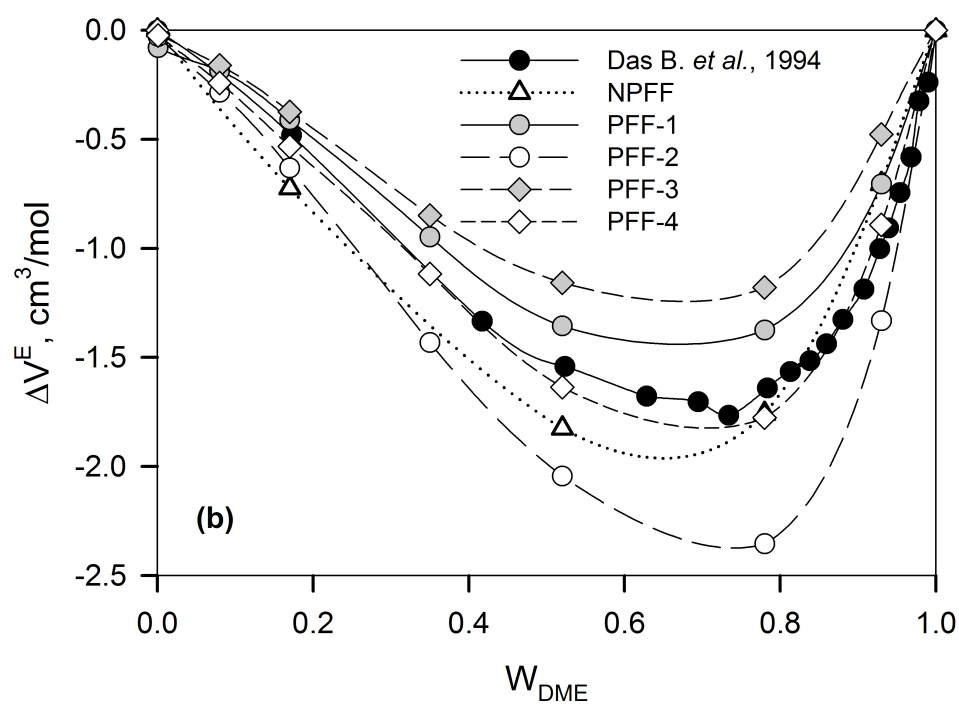 0.0
-0.5
-1.0
-1.5
-2.0
-2.5
ΔV^E, cm^3/mol
Das B. et al., 1994
NPFF
PFF-1
PFF-2
PFF-3
PFF-4
(b)
0.0 0.2 0.4 0.6 0.8 1.0
W_DME